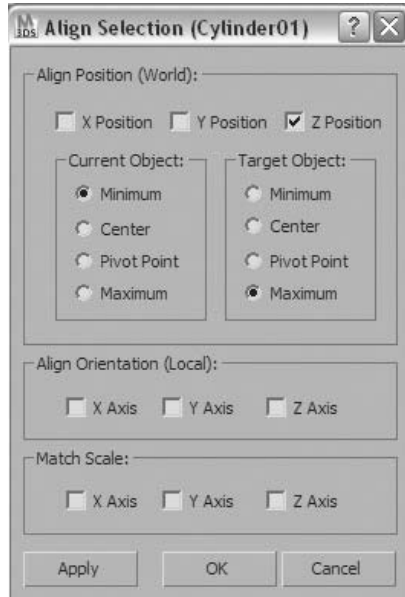 M
3DS
Align Selection (Cylinder01)
?
Align Position (World):
X Position Y Position Z Position
Current Object: Target Object:
Minimum Minimum
Center Center
Pivot Point Pivot Point
Maximum Maximum
Align Orientation (Local):
X Axis Y Axis Z Axis
Match Scale:
X Axis Y Axis Z Axis
Apply OK Cancel